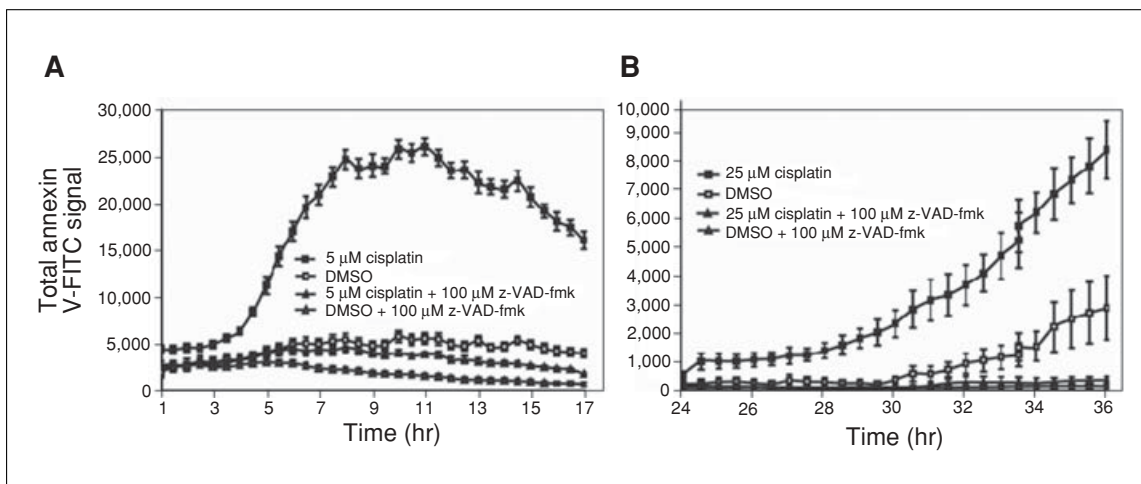 A
Total annexin
V-FITC signal
30,000
25,000
20,000
15,000
10,000
5,000
0
5 μM cisplatin
DMSO
5 μM cisplatin + 100 μM z-VAD-fmk
DMSO + 100 μM z-VAD-fmk
1 3 5 7 9 11 13 15 17
Time (hr)
B
10,000
9,000
8,000
7,000
6,000
5,000
4,000
3,000
2,000
1,000
0
25 μM cisplatin
DMSO
25 μM cisplatin + 100 μM z-VAD-fmk
DMSO + 100 μM z-VAD-fmk
24 26 28 30 32 34 36
Time (hr)